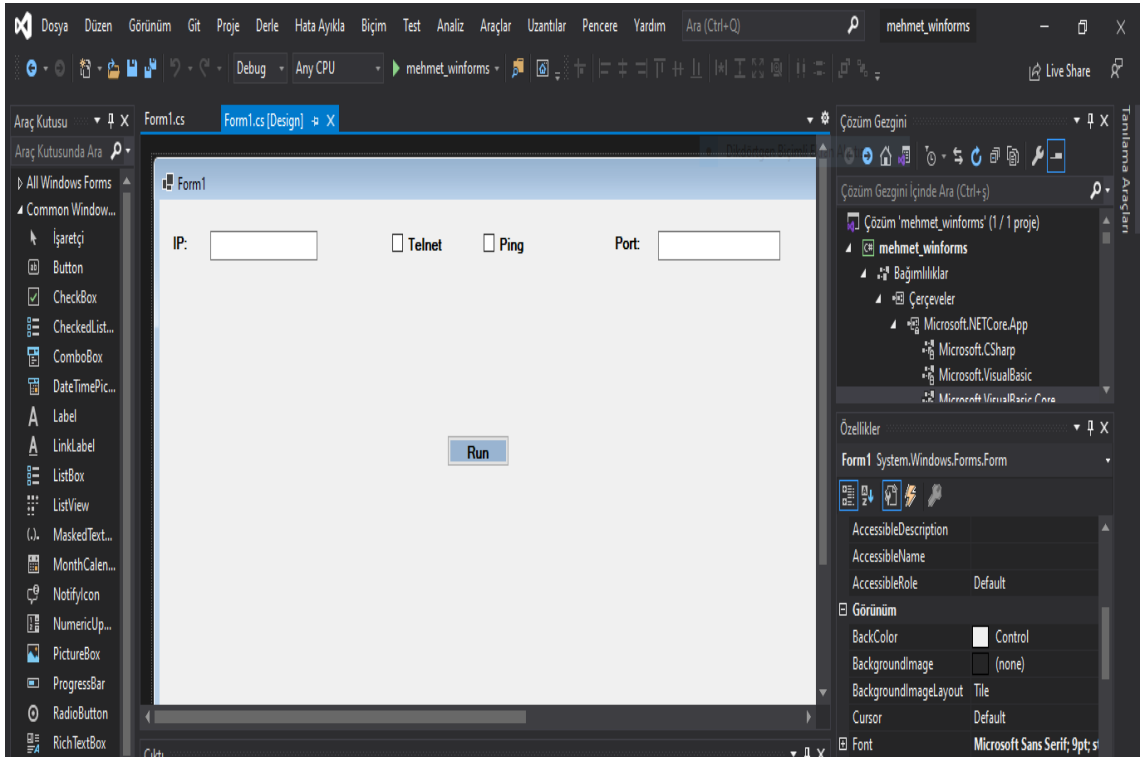 Dosya Düzen Görünüm Git Proje Derle Hata Ayıkla Biçim Test Analiz Araçlar Uzantılar Pencere Yardım Ara (Ctrl+Q) mehmet_winforms
Debug Any CPU mehmet_winforms Live Share
Araç Kutusu
Araç Kutusunda Ara
All Windows Forms
Common Window...
İşaretçi
Button
CheckBox
CheckedList...
ComboBox
DateTimePic...
Label
LinkLabel
ListBox
ListView
MaskedText...
MonthCalen...
NotifyIcon
NumericUp...
PictureBox
ProgressBar
RadioButton
RichTextBox
Form1.cs Form1.cs [Design]
Form1
IP: Telnet Ping Port:
Run
Çıktı
Çözüm Gezgini
Çözüm Gezgini İçinde Ara (Ctrl+ş)
Çözüm 'mehmet_winforms' (1 / 1 proje)
mehmet_winforms
Bağımlılıklar
Çerçeveler
Microsoft.NETCore.App
Microsoft.CSharp
Microsoft.VisualBasic
Microsoft.VisualBasic.Core
Özellikler
Form1 System.Windows.Forms.Form
AccessibleDescription
AccessibleName
AccessibleRole Default
Görünüm
BackColor Control
BackgroundImage (none)
BackgroundImageLayout Tile
Cursor Default
Font Microsoft Sans Serif; 9pt; st
Tanılama Araçları